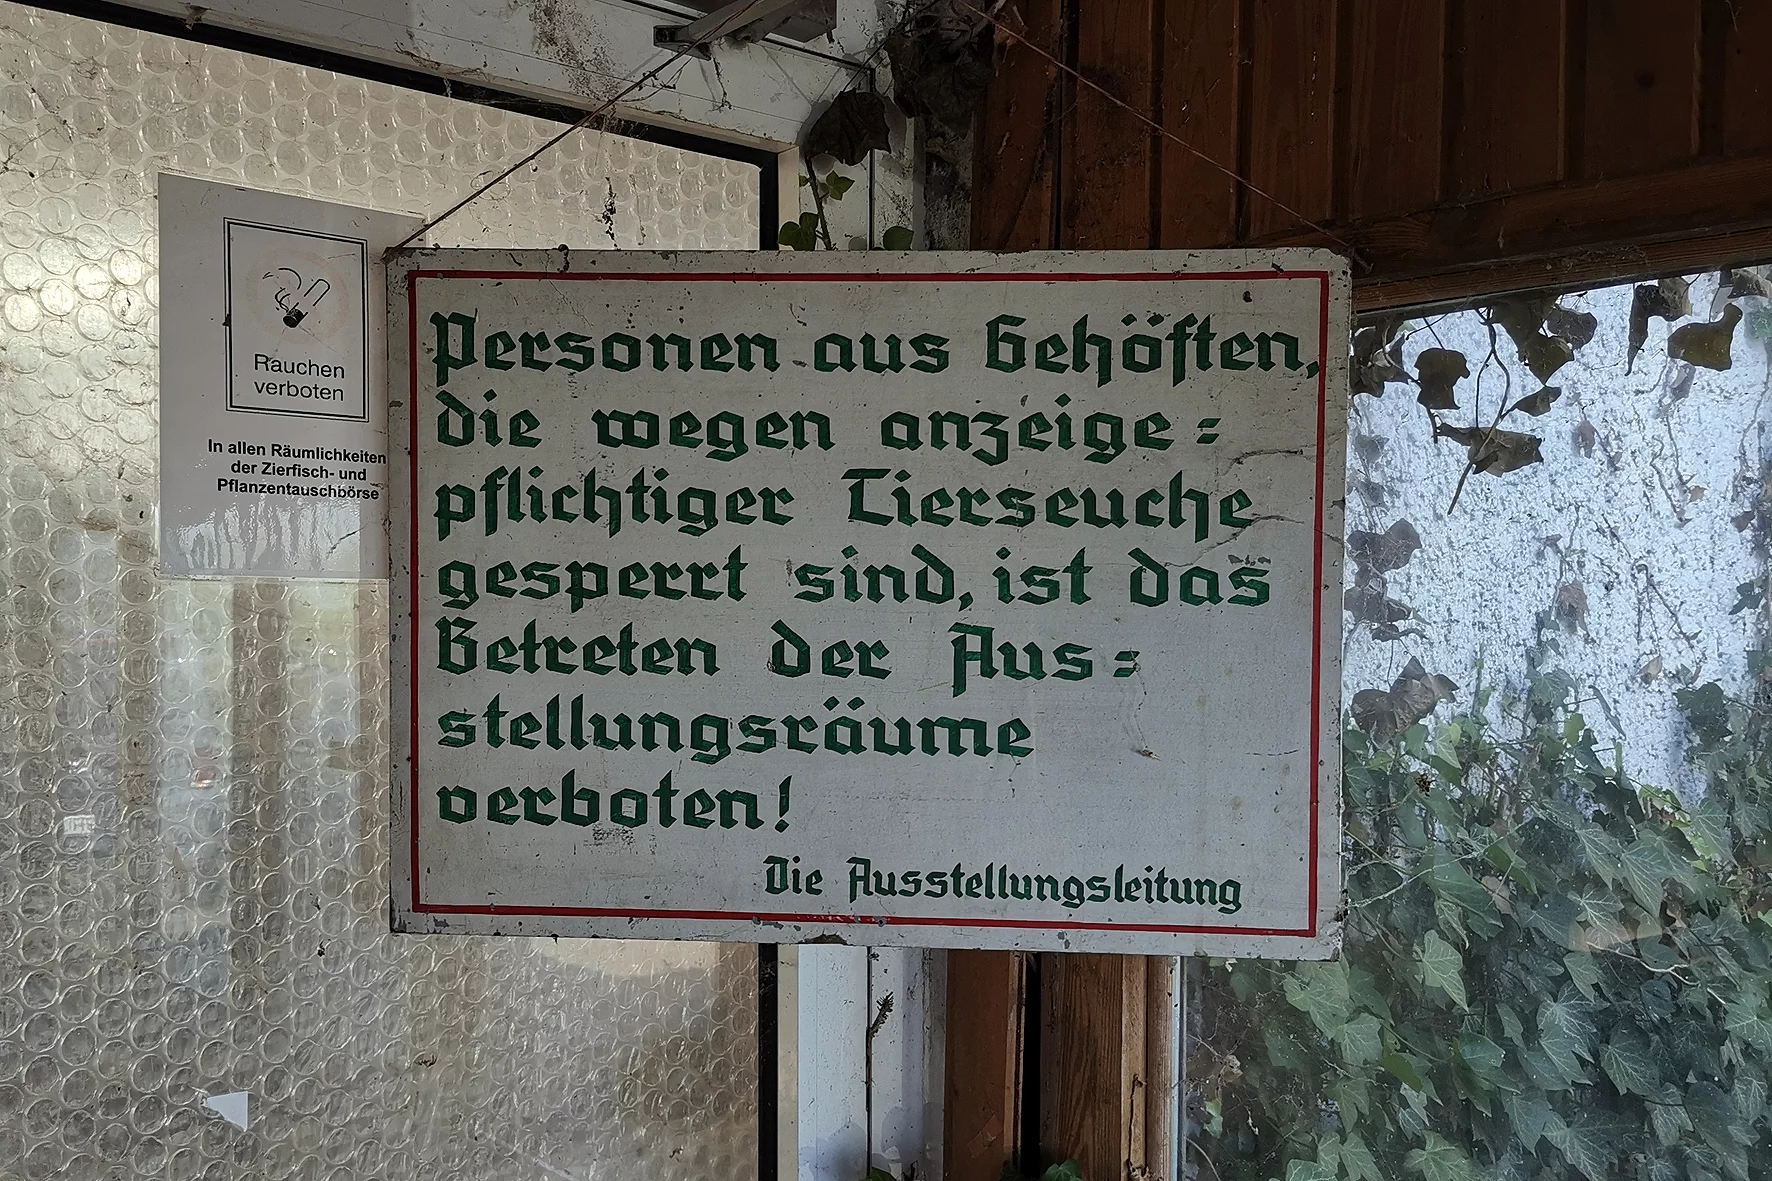 Rauchen
verboten
In allen Räumlichkeiten
der Zierfisch- und
Pflanzentauschbörse
Personen aus Gehöften,
die wegen anzeige=
pflichtiger Tierseuche
gesperrt sind, ist das
Betreten der Aus=
stellungsräume
verboten!
Die Ausstellungsleitung